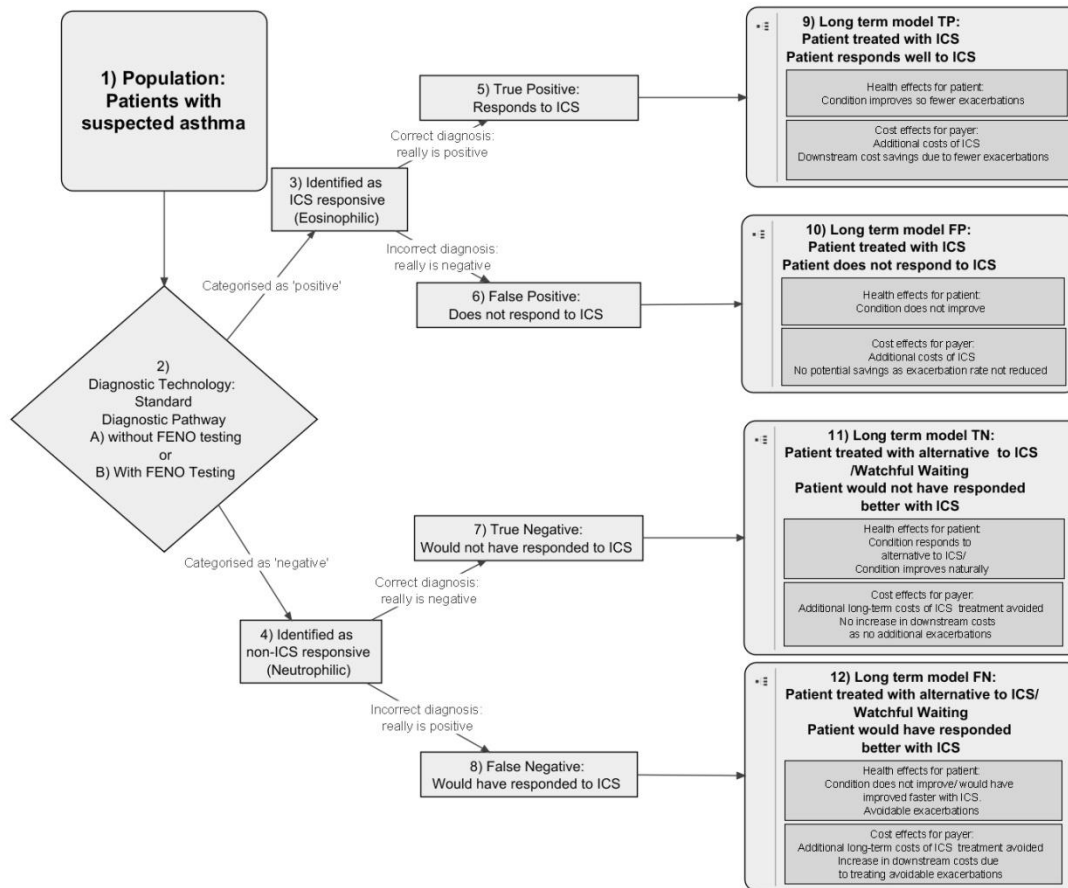 1) Population:
Patients with
suspected asthma
2)
Diagnostic Technology:
Standard
Diagnostic Pathway
A) without FENO testing
or
B) With FENO Testing
Categorised as 'positive'
Categorised as 'negative'
3) Identified as
ICS responsive
(Eosinophilic)
4) Identified as
non-ICS responsive
(Neutrophilic)
Correct diagnosis:
really is positive
Incorrect diagnosis:
really is negative
Correct diagnosis:
really is negative
Incorrect diagnosis:
really is positive
5) True Positive:
Responds to ICS
6) False Positive:
Does not respond to ICS
7) True Negative:
Would not have responded to ICS
8) False Negative:
Would have responded to ICS
9) Long term model TP:
Patient treated with ICS
Patient responds well to ICS
Health effects for patient:
Condition improves so fewer exacerbations
Cost effects for payer:
Additional costs of ICS
Downstream cost savings due to fewer exacerbations
10) Long term model FP:
Patient treated with ICS
Patient does not respond to ICS
Health effects for patient:
Condition does not improve
Cost effects for payer:
Additional costs of ICS
No potential savings as exacerbation rate not reduced
11) Long term model TN:
Patient treated with alternative to ICS
/Watchful Waiting
Patient would not have responded
better with ICS
Health effects for patient:
Condition responds to
alternative to ICS/
Condition improves naturally
Cost effects for payer:
Additional long-term costs of ICS treatment avoided
No increase in downstream costs
as no additional exacerbations
12) Long term model FN:
Patient treated with alternative to ICS/
Watchful Waiting
Patient would have responded
better with ICS
Health effects for patient:
Condition does not improve/ would have
improved faster with ICS.
Avoidable exacerbations
Cost effects for payer:
Additional long-term costs of ICS treatment avoided
Increase in downstream costs due
to treating avoidable exacerbations